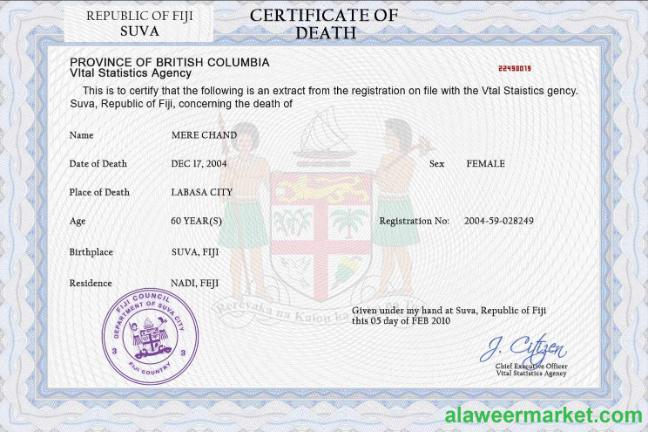 REPUBLIC OF FIJI
SUVA
CERTIFICATE OF
DEATH
PROVINCE OF BRITISH COLUMBIA
VItal Statistics Agency
22490019
This is to certify that the following is an extract from the registration on file with the Vtal Staistics gency.
Suva, Republic of Fiji, concerning the death of
Name MERE CHAND
Date of Death DEC 17, 2004 Sex FEMALE
Place of Death LABASA CITY
Age 60 YEAR(S) Registration No: 2004-59-028249
Birthplace SUVA, FIJI
Residence NADI, FEJI
Rerevaka na Kalou ka
Given under my hand at Suva, Republic of Fiji
this 05 day of FEB 2010
FIJI COUNCIL
DEPARTMENT OF SUVA CITY
3 3
FIJI COUNTRY
J. Citizen
Chief Executive Officer
Vital Statistics Agency
alaweermarket.com